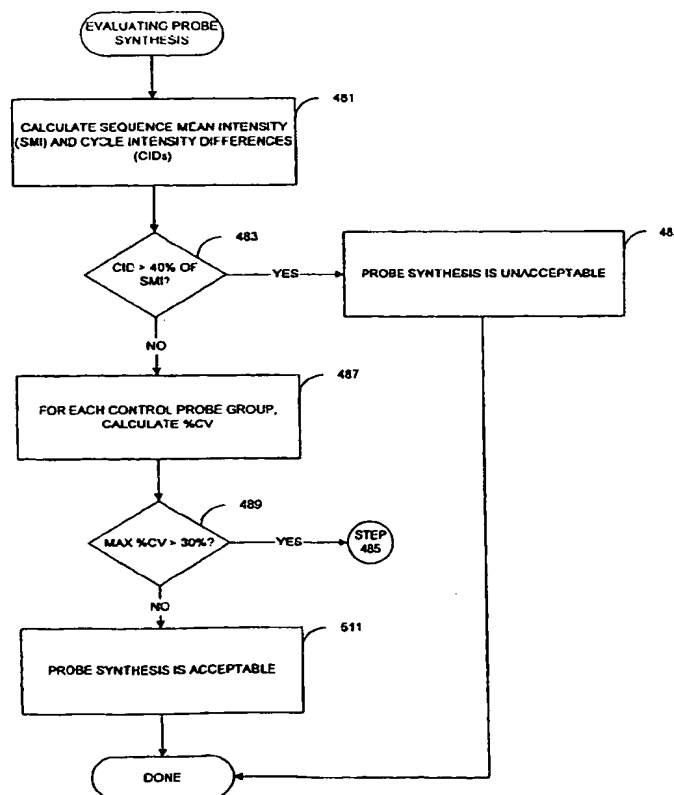 EVALUATING PROBE
SYNTHESIS
481
CALCULATE SEQUENCE MEAN INTENSITY
(SMI) AND CYCLE INTENSITY DIFFERENCES
(CIDs)
483
CID > 40% OF
SMI?
YES
48
PROBE SYNTHESIS IS UNACCEPTABLE
NO
487
FOR EACH CONTROL PROBE GROUP,
CALCULATE %CV
489
MAX %CV > 30%?
YES
STEP
485
NO
511
PROBE SYNTHESIS IS ACCEPTABLE
DONE